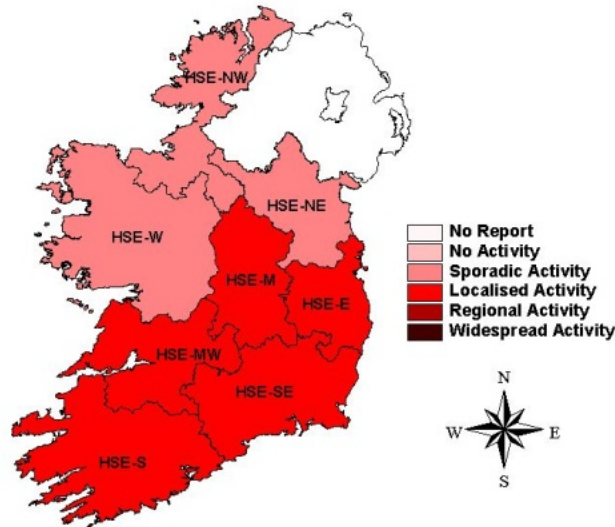 HSE-NW
HSE-NE
HSE-W
HSE-M
HSE-E
HSE-MW
HSE-SE
HSE-S
No Report
No Activity
Sporadic Activity
Localised Activity
Regional Activity
Widespread Activity
N
W E
S